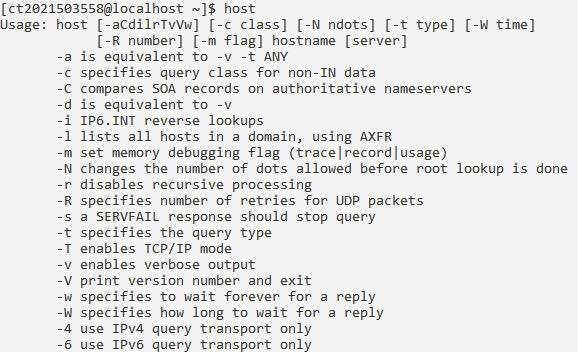 [ct2021503558@localhost ~]$ host
Usage: host [-aCdilrTvVw] [-c class] [-N ndots] [-t type] [-W time]
            [-R number] [-m flag] hostname [server]
       -a is equivalent to -v -t ANY
       -c specifies query class for non-IN data
       -C compares SOA records on authoritative nameservers
       -d is equivalent to -v
       -i IP6.INT reverse lookups
       -l lists all hosts in a domain, using AXFR
       -m set memory debugging flag (trace|record|usage)
       -N changes the number of dots allowed before root lookup is done
       -r disables recursive processing
       -R specifies number of retries for UDP packets
       -s a SERVFAIL response should stop query
       -t specifies the query type
       -T enables TCP/IP mode
       -v enables verbose output
       -V print version number and exit
       -w specifies to wait forever for a reply
       -W specifies how long to wait for a reply
       -4 use IPv4 query transport only
       -6 use IPv6 query transport only